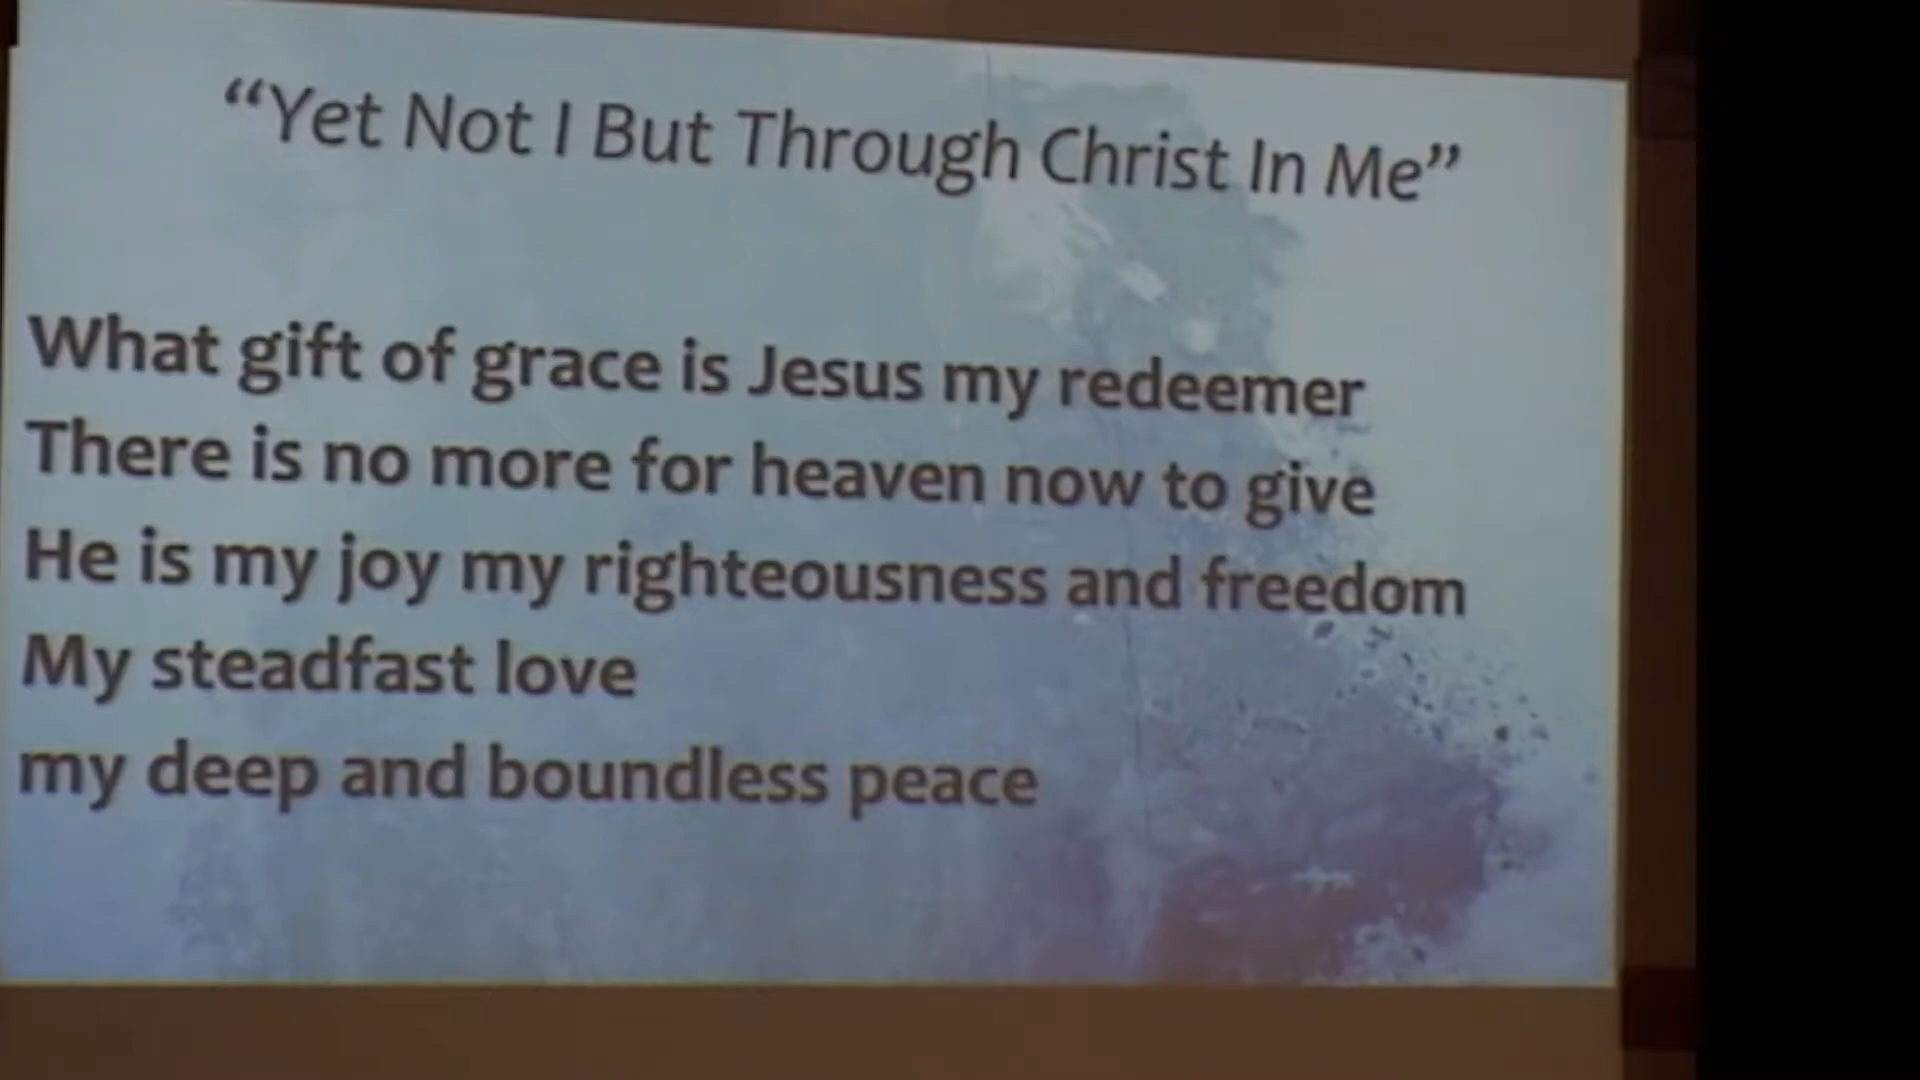 “Yet Not I But Through Christ In Me”
What gift of grace is Jesus my redeemer
There is no more for heaven now to give
He is my joy my righteousness and freedom
My steadfast love
my deep and boundless peace